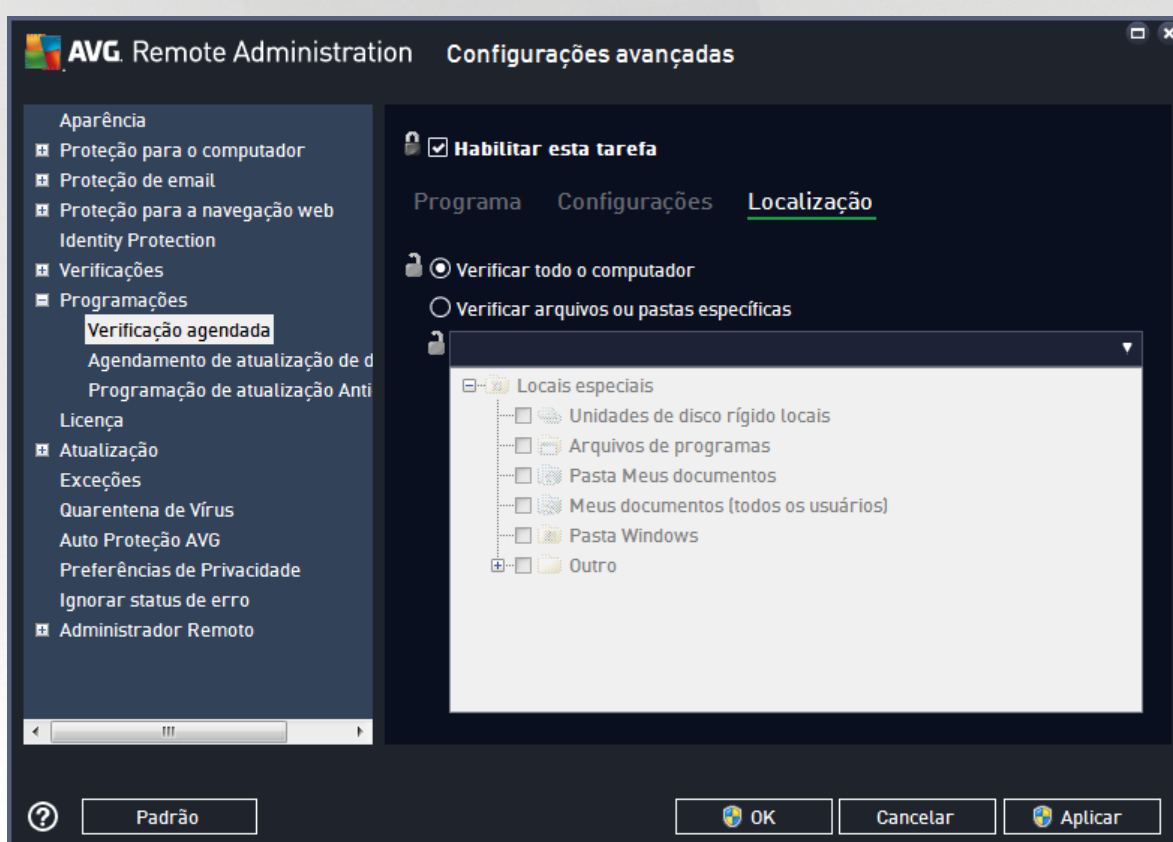 AVG. Remote Administration Configurações avançadas
Aparência
Proteção para o computador
Proteção de email
Proteção para a navegação web
Identity Protection
Verificações
Programações
Verificação agendada
Agendamento de atualização de d
Programação de atualização Anti
Licença
Atualização
Exceções
Quarentena de Vírus
Auto Proteção AVG
Preferências de Privacidade
Ignorar status de erro
Administrador Remoto
Habilitar esta tarefa
Programa Configurações Localização
Verificar todo o computador
Verificar arquivos ou pastas específicas
Locais especiais
Unidades de disco rígido locais
Arquivos de programas
Pasta Meus documentos
Meus documentos (todos os usuários)
Pasta Windows
Outro
? Padrão OK Cancelar Aplicar